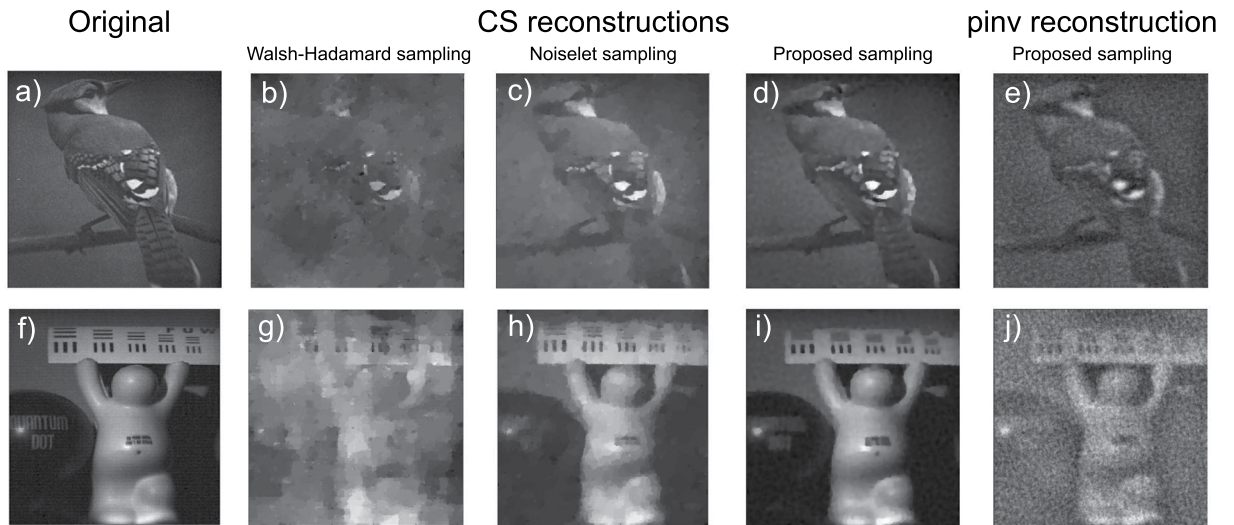 Original
CS reconstructions
pinv reconstruction
Walsh-Hadamard sampling
Noiselet sampling
Proposed sampling
Proposed sampling
a)
b)
c)
d)
e)
f)
g)
h)
i)
j)
QUANTUM
DOT